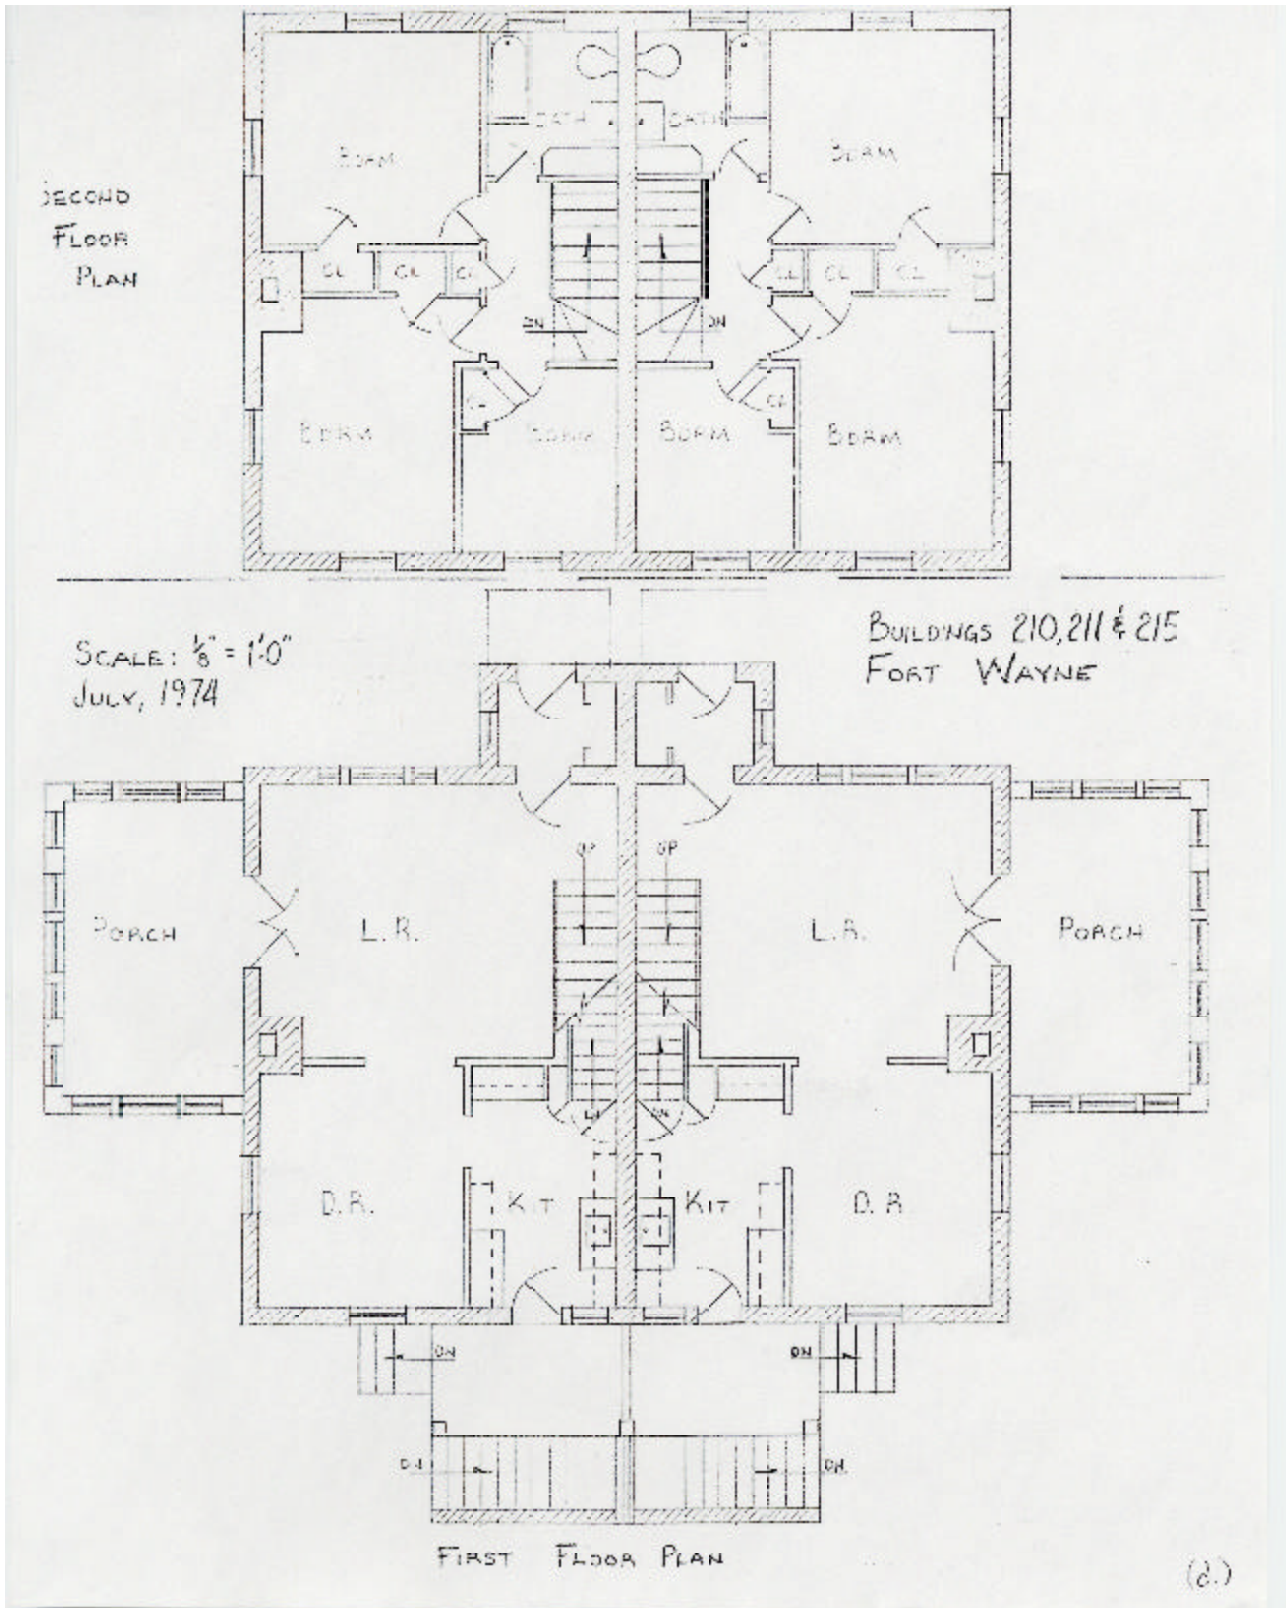 BATH BATH
BDRM BDRM
SECOND
FLOOR
PLAN
CL CL CL CL CL CL
DN DN
CL CL
BDRM BDRM BDRM BDRM
SCALE: 1/8" = 1'-0"
JULY, 1974
BUILDINGS 210, 211 & 215
FORT WAYNE
UP UP
PORCH L.R. L.R. PORCH
DN DN
D.R. KIT KIT D.R.
DN DN
DN DN
FIRST FLOOR PLAN
(d.)